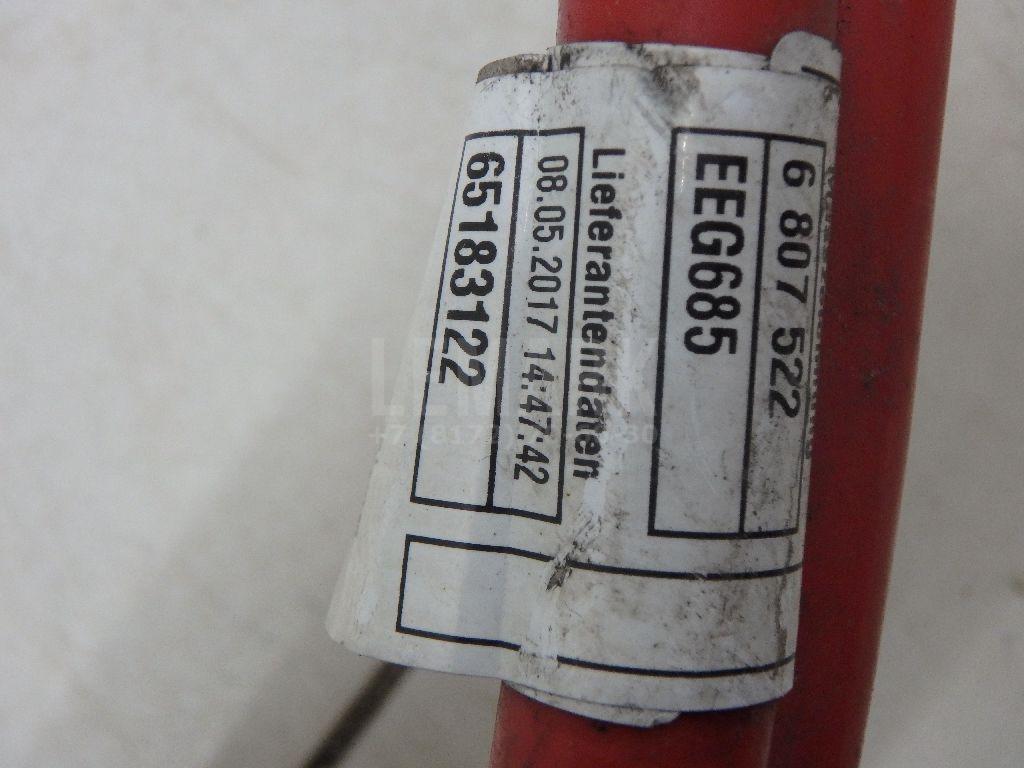 6 807 522
EEG685
Lieferantendaten
08.05.2017 14:47:42
65183122